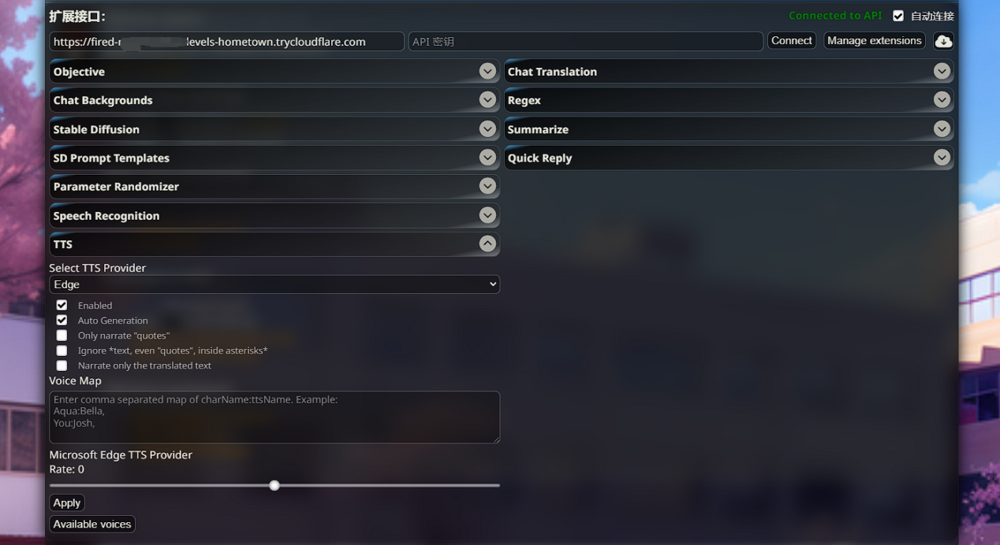 扩展接口：
Connected to API 自动连接
https://fired- levels-hometown.trycloudflare.com API 密钥 Connect Manage extensions
Objective Chat Translation
Chat Backgrounds Regex
Stable Diffusion Summarize
SD Prompt Templates Quick Reply
Parameter Randomizer
Speech Recognition
TTS
Select TTS Provider
Edge
Enabled
Auto Generation
Only narrate "quotes"
Ignore *text, even "quotes", inside asterisks*
Narrate only the translated text
Voice Map
Enter comma separated map of charName:ttsName. Example:
Aqua:Bella,
You:Josh,
Microsoft Edge TTS Provider
Rate: 0
Apply
Available voices